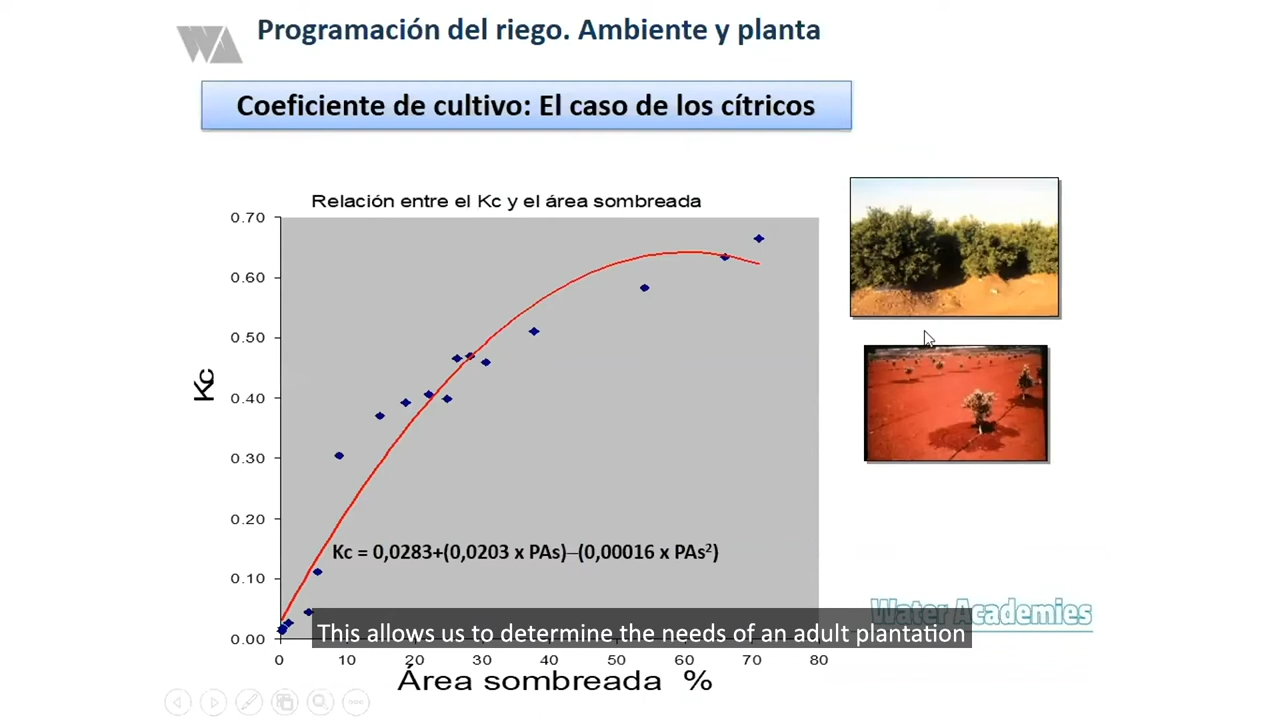 WA
Programación del riego. Ambiente y planta
Coeficiente de cultivo: El caso de los cítricos
Relación entre el Kc y el área sombreada
0.70
0.60
0.50
0.40
0.30
0.20
0.10
0.00
Kc
Kc = 0,0283+(0,0203 x PAs)–(0,00016 x PAs²)
Water Academies
This allows us to determine the needs of an adult plantation
0 10 20 30 40 50 60 70 80
Área sombreada %